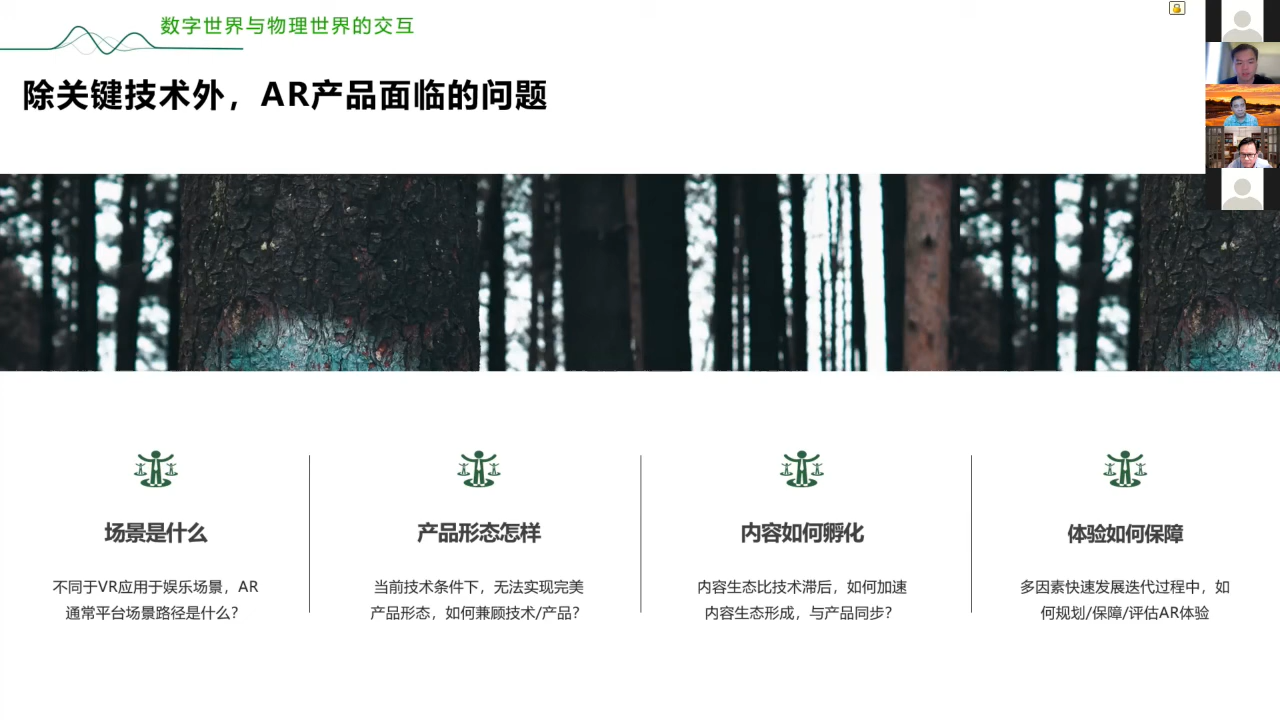 数字世界与物理世界的交互
除关键技术外，AR产品面临的问题
场景是什么
不同于VR应用于娱乐场景，AR
通常平台场景路径是什么？
产品形态怎样
当前技术条件下，无法实现完美
产品形态，如何兼顾技术/产品？
内容如何孵化
内容生态比技术滞后，如何加速
内容生态形成，与产品同步？
体验如何保障
多因素快速发展迭代过程中，如
何规划/保障/评估AR体验